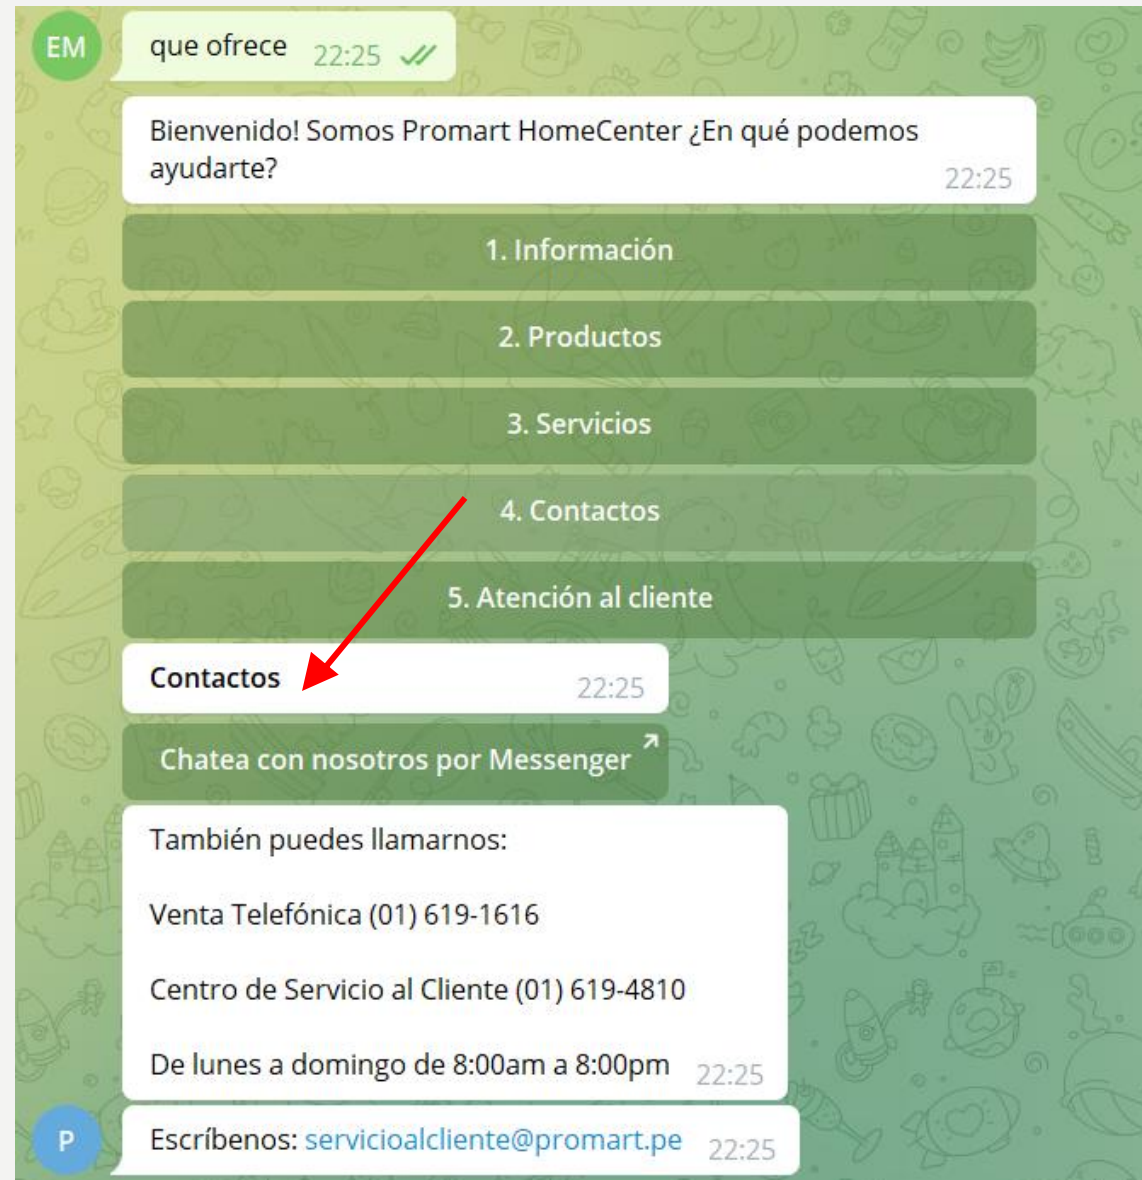 EM
que ofrece 22:25
Bienvenido! Somos Promart HomeCenter ¿En qué podemos
ayudarte?
22:25
1. Información
2. Productos
3. Servicios
4. Contactos
5. Atención al cliente
Contactos 22:25
Chatea con nosotros por Messenger
También puedes llamarnos:
Venta Telefónica (01) 619-1616
Centro de Servicio al Cliente (01) 619-4810
De lunes a domingo de 8:00am a 8:00pm 22:25
P
Escríbenos: servicioalcliente@promart.pe 22:25